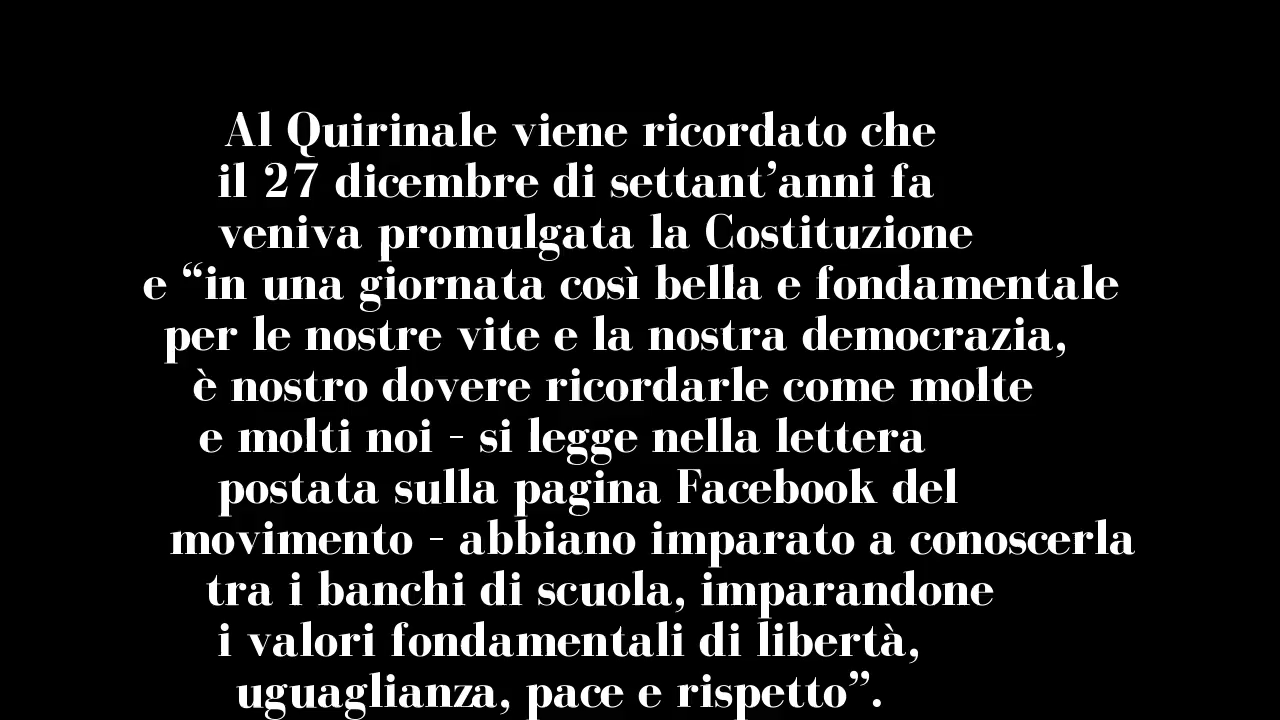 Al Quirinale viene ricordato che
il 27 dicembre di settant’anni fa
veniva promulgata la Costituzione
e “in una giornata così bella e fondamentale
per le nostre vite e la nostra democrazia,
è nostro dovere ricordarle come molte
e molti noi - si legge nella lettera
postata sulla pagina Facebook del
movimento - abbiano imparato a conoscerla
tra i banchi di scuola, imparandone
i valori fondamentali di libertà,
uguaglianza, pace e rispetto”.